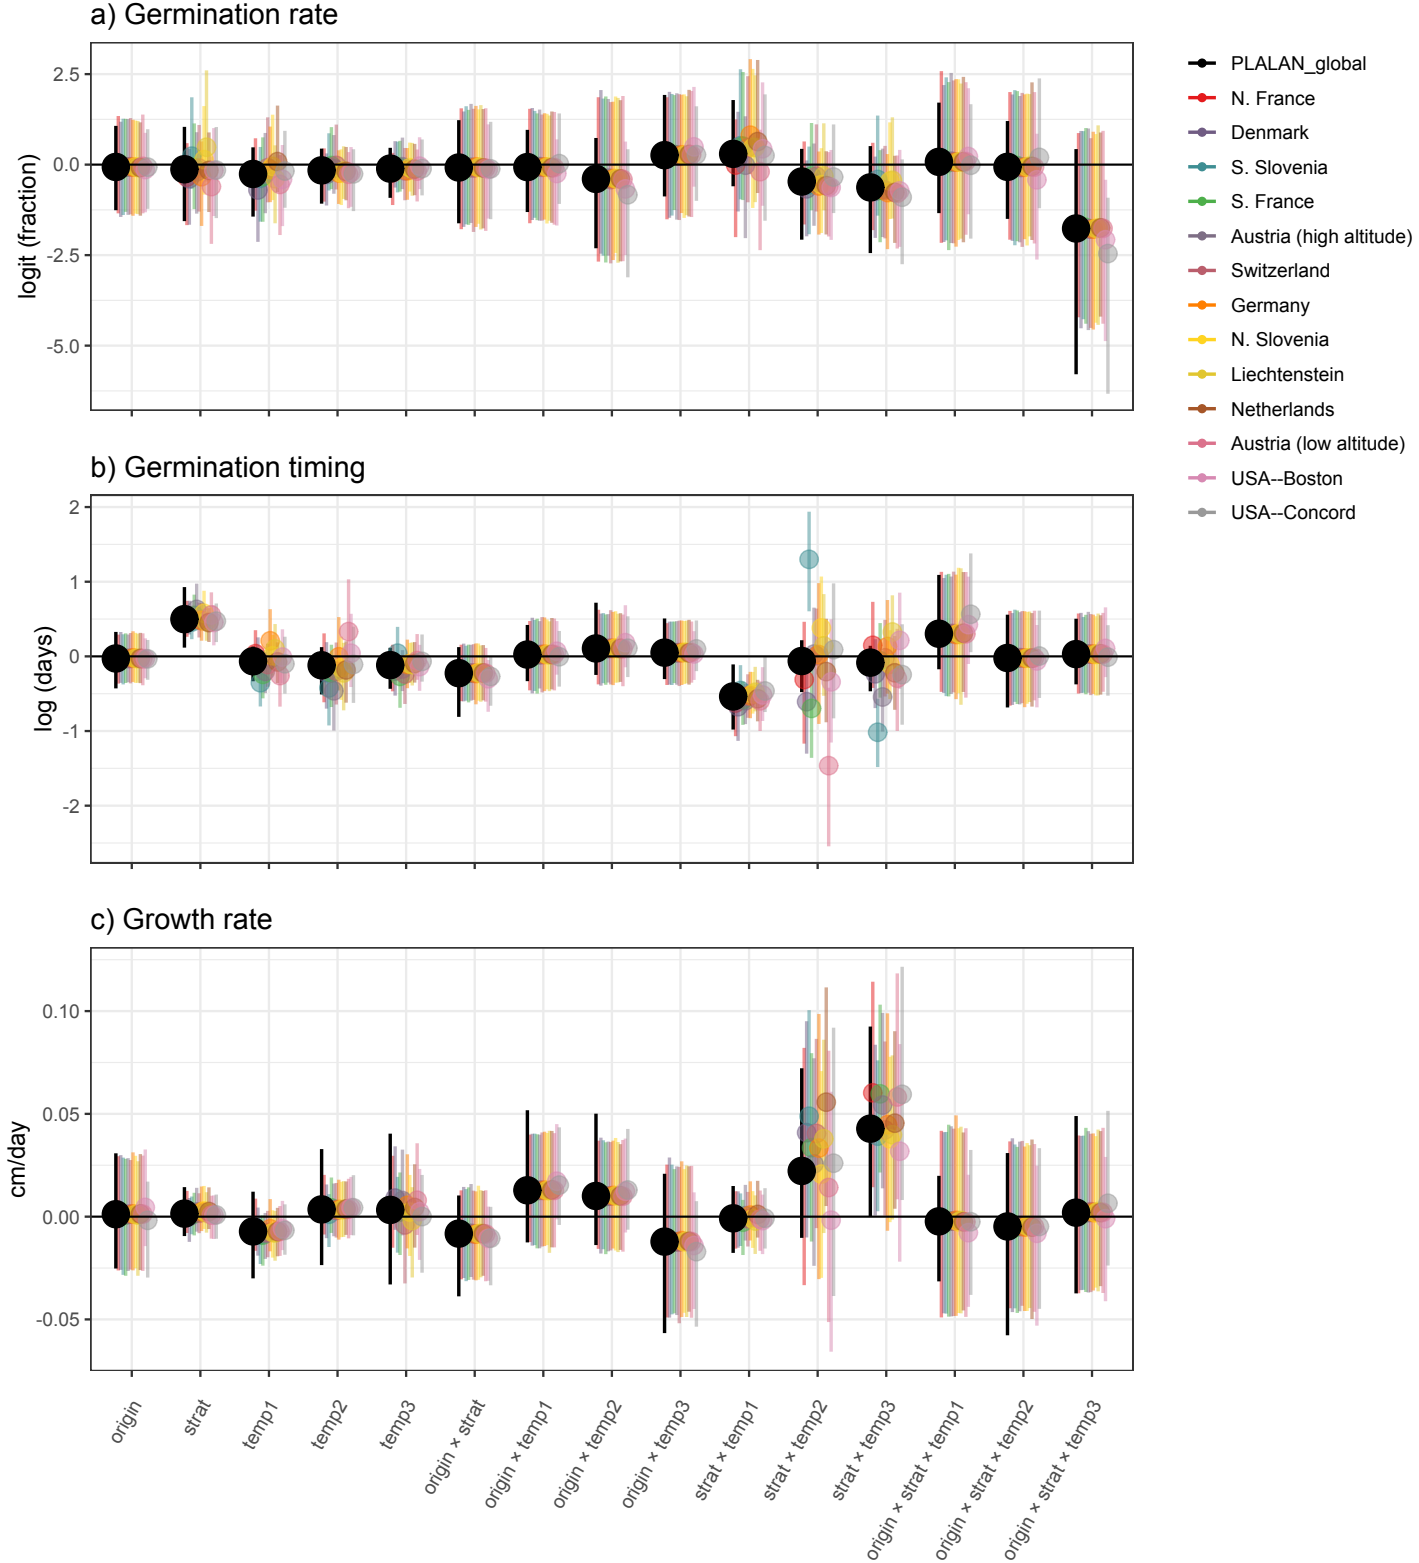 a) Germination rate
2.5
0.0
-2.5
-5.0
logit (fraction)
PLALAN_global
N. France
Denmark
S. Slovenia
S. France
Austria (high altitude)
Switzerland
Germany
N. Slovenia
Liechtenstein
Netherlands
Austria (low altitude)
USA--Boston
USA--Concord
b) Germination timing
2
1
0
-1
-2
log (days)
c) Growth rate
0.10
0.05
0.00
-0.05
cm/day
origin
strat
temp1
temp2
temp3
origin × strat
origin × temp1
origin × temp2
origin × temp3
strat × temp1
strat × temp2
strat × temp3
origin × strat × temp1
origin × strat × temp2
origin × strat × temp3